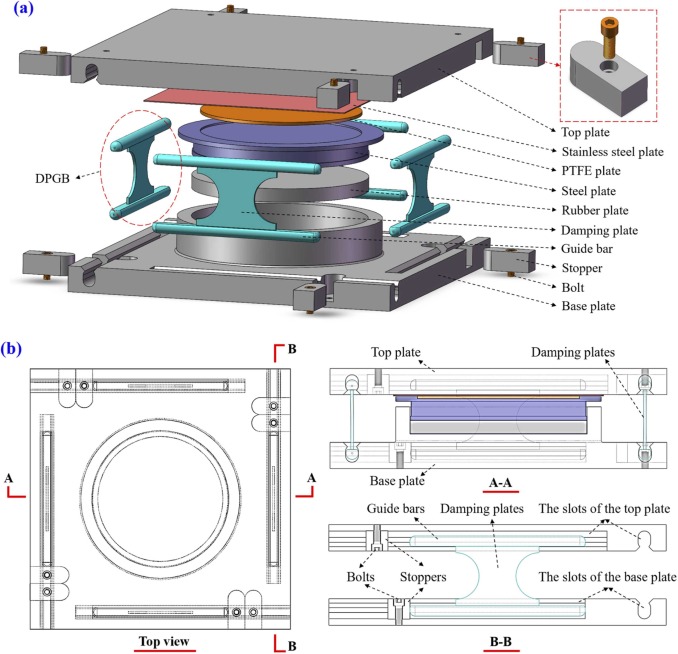 (a)
DPGB
Top plate
Stainless steel plate
PTFE plate
Steel plate
Rubber plate
Damping plate
Guide bar
Stopper
Bolt
Base plate
(b)
B
A
A
B
Top view
Top plate
Damping plates
Base plate
A-A
Guide bars
Damping plates
The slots of the top plate
Bolts
Stoppers
The slots of the base plate
B-B